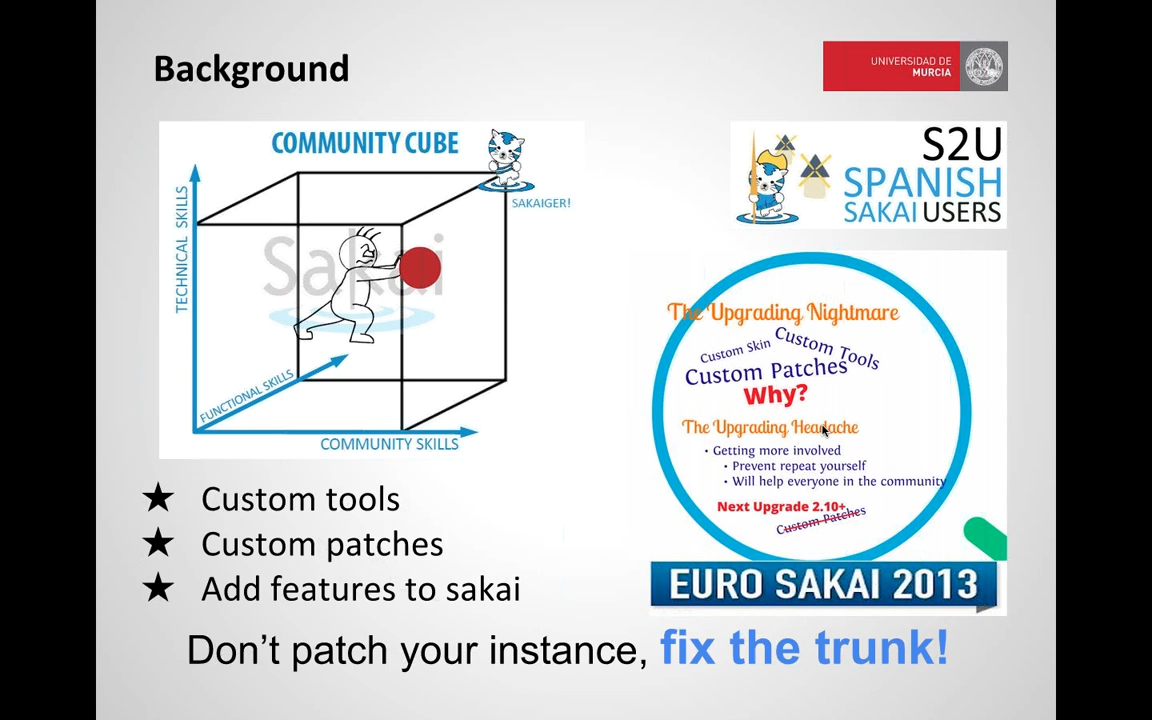 Background
UNIVERSIDAD DE
MURCIA
COMMUNITY CUBE
SAKAIGER!
TECHNICAL SKILLS
Sakai
FUNCTIONAL SKILLS
COMMUNITY SKILLS
S2U
SPANISH
SAKAI USERS
The Upgrading Nightmare
Custom Skin
Custom Tools
Custom Patches
Why?
The Upgrading Headache
• Getting more involved
• Prevent repeat yourself
• Will help everyone in the community
Next Upgrade 2.10+
Custom Patches
EURO SAKAI 2013
★ Custom tools
★ Custom patches
★ Add features to sakai
Don’t patch your instance, fix the trunk!